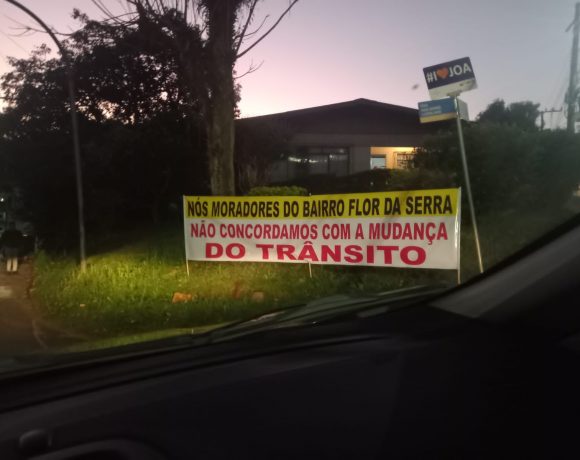 #I❤JOA
NÓS MORADORES DO BAIRRO FLOR DA SERRA
NÃO CONCORDAMOS COM A MUDANÇA
DO TRÂNSITO